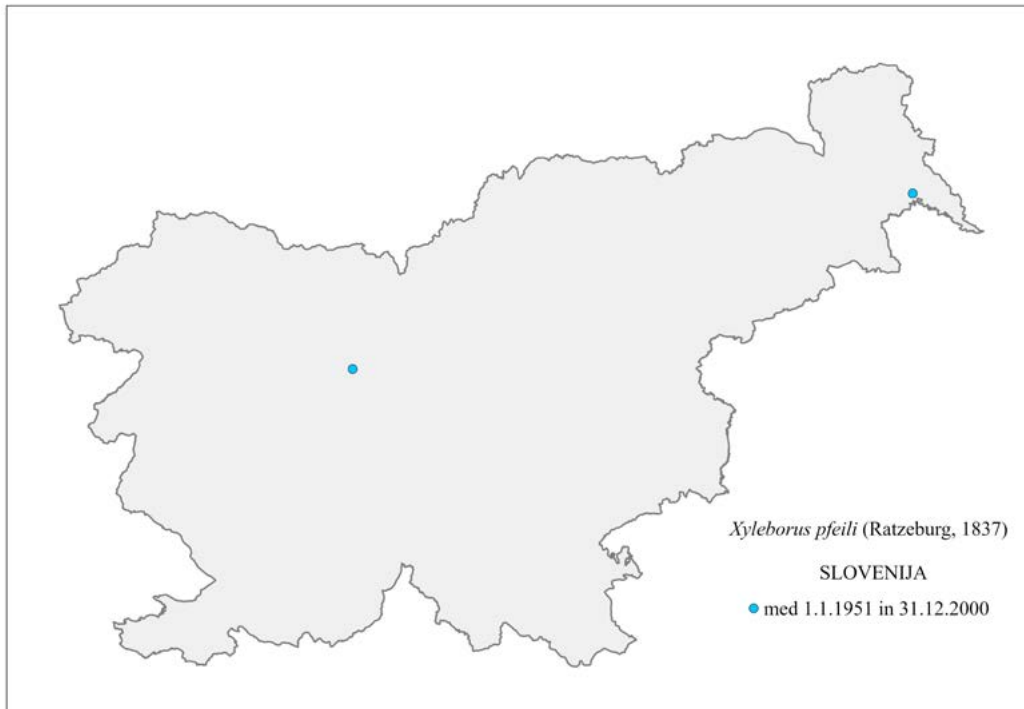 Xyleborus pfeili (Ratzeburg, 1837)
SLOVENIJA
med 1.1.1951 in 31.12.2000